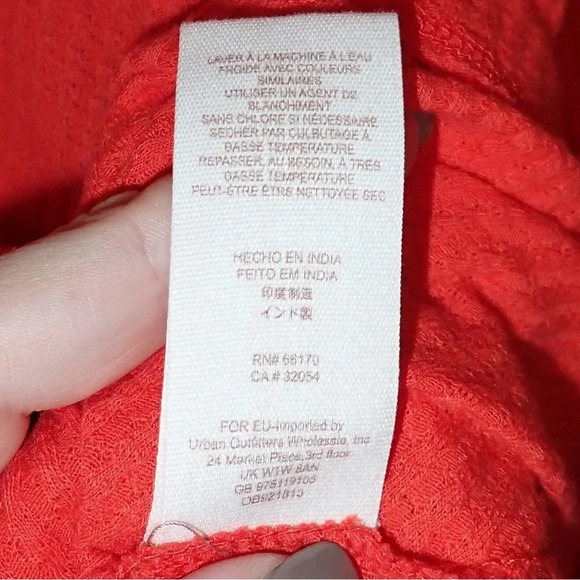 LAVER À LA MACHINE À L'EAU
FROIDE AVEC COULEURS
SIMILAIRES
UTILISER UN AGENT DE
BLANCHIMENT
SANS CHLORE SI NÉCESSAIRE
SÉCHER PAR CULBUTAGE À
BASSE TEMPÉRATURE
REPASSER, AU BESOIN, À TRÈS
BASSE TEMPÉRATURE
PEUT-ÊTRE ÊTRE NETTOYÉE SEC
HECHO EN INDIA
FEITO EM INDIA
印度制造
インド製
RN# 66170
CA # 32054
FOR EU-Imported by
Urban Outfitters Wholesale, Inc
24 Market Place, 3rd floor
UK W1W 8AN
GB 978119105
OB921813